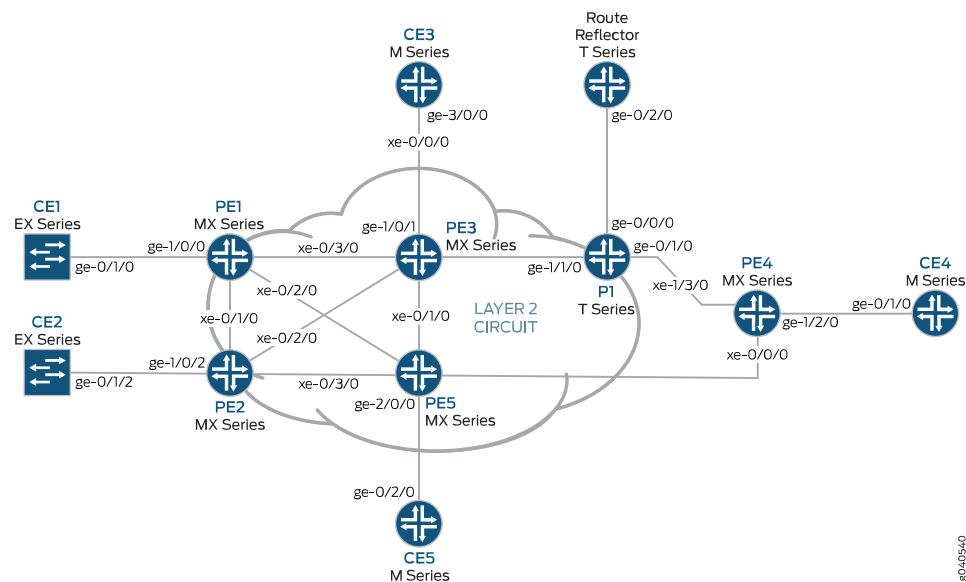 CE3
M Series
Route
Reflector
T Series
ge-3/0/0
ge-0/2/0
xe-0/0/0
CE1
EX Series
PE1
MX Series
ge-1/0/1
PE3
MX Series
ge-0/0/0
ge-1/0/0
xe-0/3/0
ge-0/1/0
ge-0/1/0
ge-1/1/0
PE4
MX Series
CE4
M Series
xe-0/2/0
xe-1/3/0
P1
T Series
LAYER 2
CIRCUIT
ge-0/1/0
CE2
EX Series
xe-0/1/0
xe-0/1/0
ge-1/2/0
xe-0/2/0
xe-0/0/0
ge-1/0/2
ge-0/1/2
xe-0/3/0
PE2
MX Series
ge-2/0/0
PE5
MX Series
ge-0/2/0
CE5
M Series
g040540